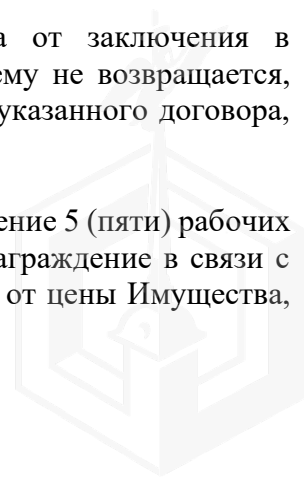 а от заключения в
ему не возвращается,
указанного договора,
ение 5 (пяти) рабочих
аграждение в связи с
от цены Имущества,